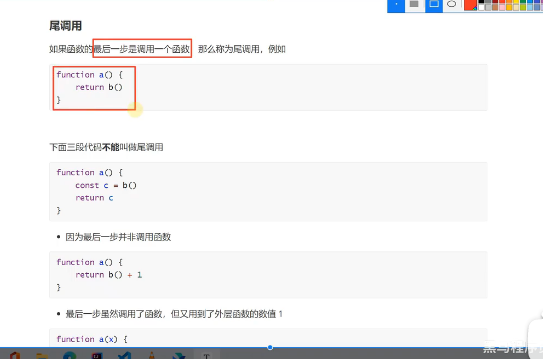 尾调用
如果函数的最后一步是调用一个函数，那么称为尾调用，例如
function a() {
    return b()
}
下面三段代码不能叫做尾调用
function a() {
    const c = b()
    return c
}
• 因为最后一步并非调用函数
function a() {
    return b() + 1
}
• 最后一步虽然调用了函数，但又用到了外层函数的数值 1
function a(x) {
黑马程序